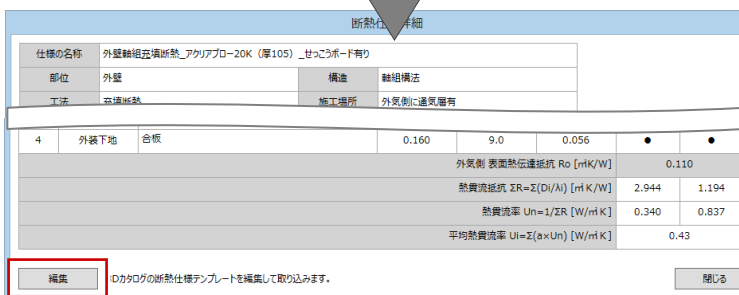 断熱仕 詳細
仕様の名称 外壁軸組充填断熱_アクリアブロー20K（厚105）_せっこうボード有り
部位 外壁 構造 軸組構法
工法 充填断熱 施工場所 外気側に通気層有
4 外装下地 合板 0.160 9.0 0.056 ● ●
外気側 表面熱伝達抵抗 Ro [㎡K/W] 0.110
熱貫流抵抗 ΣR=Σ(Di/λi) [㎡K/W] 2.944 1.194
熱貫流率 Un=1/ΣR [W/㎡K] 0.340 0.837
平均熱貫流率 Ui=Σ(a×Un) [W/㎡K] 0.43
編集 Dカタログの断熱仕様テンプレートを編集して取り込みます。 閉じる